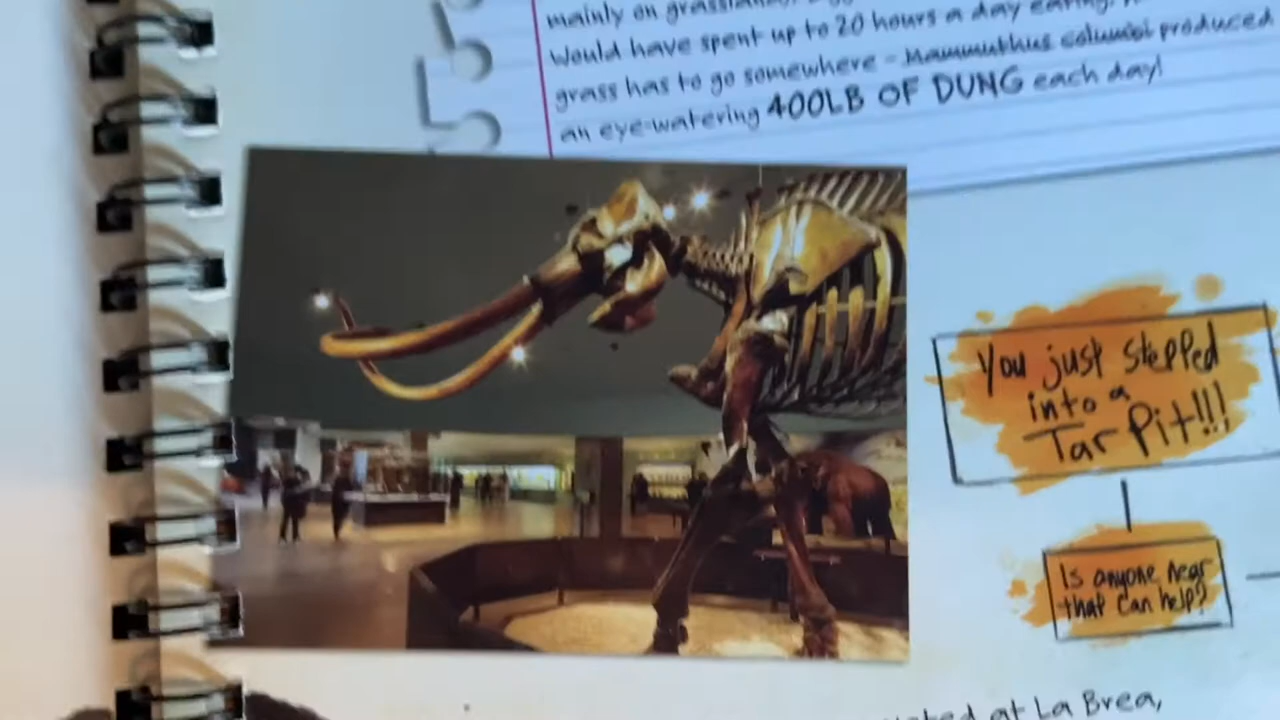 mainly on
would have spent up to 20 hours a day eating.
grass has to go somewhere - Mammuthus columbi produced
an eye-watering 400LB OF DUNG each day!
You just stepped
into a
Tar Pit!!!
Is anyone near
that can help?
at La Brea,